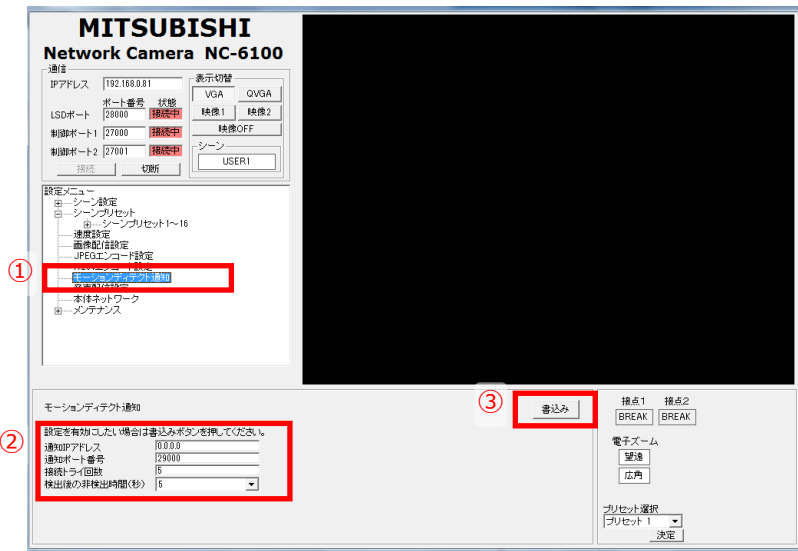 MITSUBISHI
Network Camera NC-6100
通信
IPアドレス 192.168.0.81
ポート番号 状態
LSDポート 28000 接続中
制御ポート1 27000 接続中
制御ポート2 27001 接続中
接続 切断
表示切替
VGA QVGA
映像1 映像2
映像OFF
シーン
USER1
設定メニュー
シーン設定
シーンプリセット
シーンプリセット1～16
速度設定
画像配信設定
JPEGエンコード設定
① モーションディテクト通知
音声配信設定
本体ネットワーク
メンテナンス
モーションディテクト通知
③ 書込み
② 設定を有効にしたい場合は書込みボタンを押してください。
通知IPアドレス 0.0.0.0
通知ポート番号 29000
接続トライ回数 5
検出後の非検出時間(秒) 5
接点1 接点2
BREAK BREAK
電子ズーム
望遠
広角
プリセット選択
プリセット 1
決定